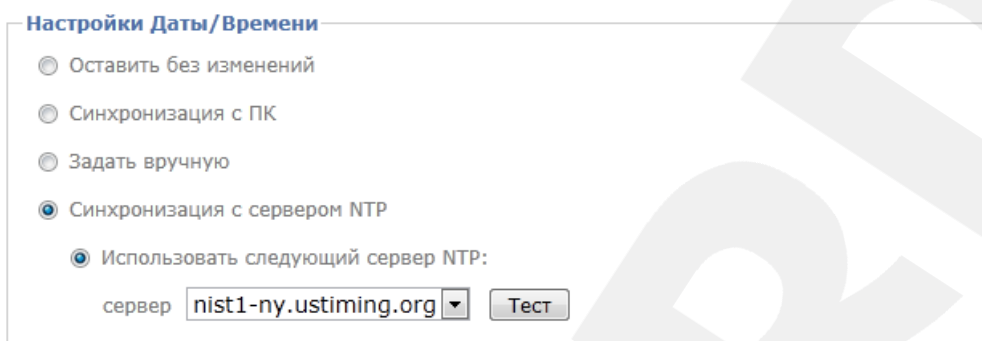 Настройки Даты/Времени
Оставить без изменений
Синхронизация с ПК
Задать вручную
Синхронизация с сервером NTP
Использовать следующий сервер NTP:
сервер nist1-ny.ustiming.org Тест